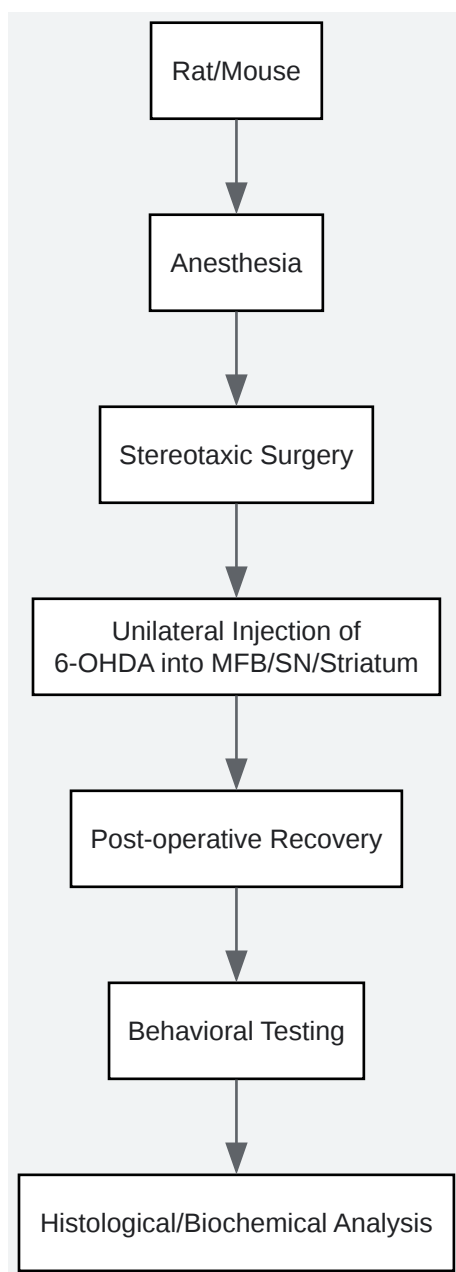 Rat/Mouse
Anesthesia
Stereotaxic Surgery
Unilateral Injection of
6-OHDA into MFB/SN/Striatum
Post-operative Recovery
Behavioral Testing
Histological/Biochemical Analysis